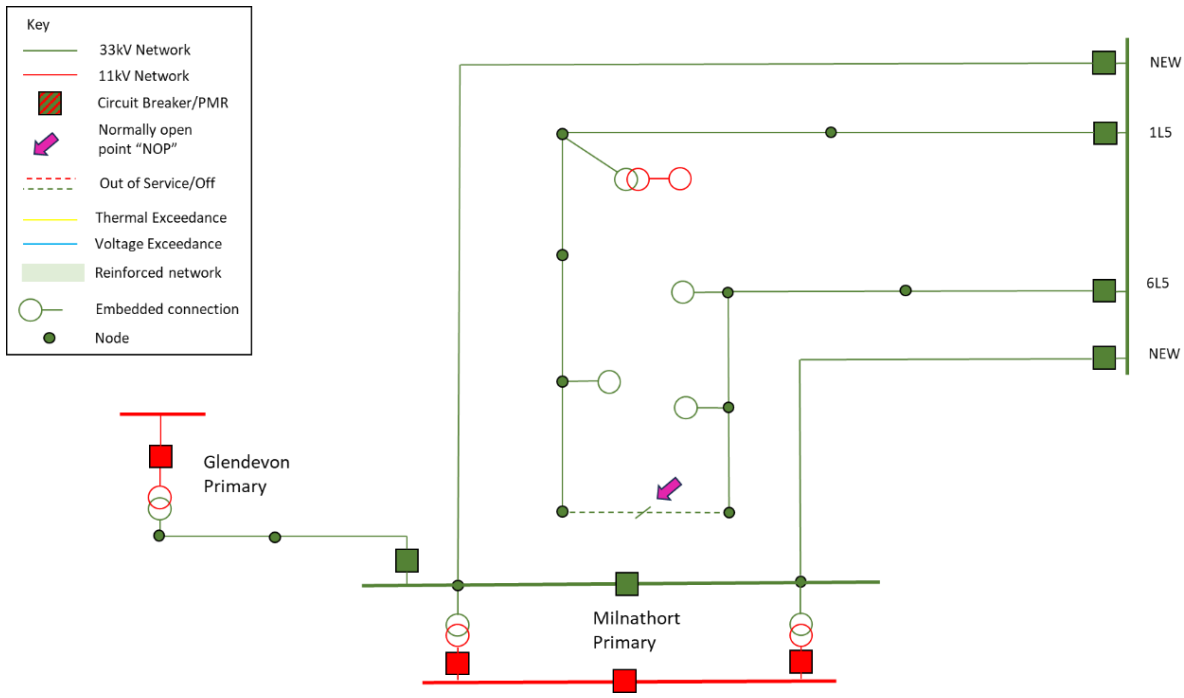 Key
33kV Network
11kV Network
Circuit Breaker/PMR
Normally open
point “NOP”
Out of Service/Off
Thermal Exceedance
Voltage Exceedance
Reinforced network
Embedded connection
Node
NEW
1L5
6L5
NEW
Glendevon
Primary
Milnathort
Primary